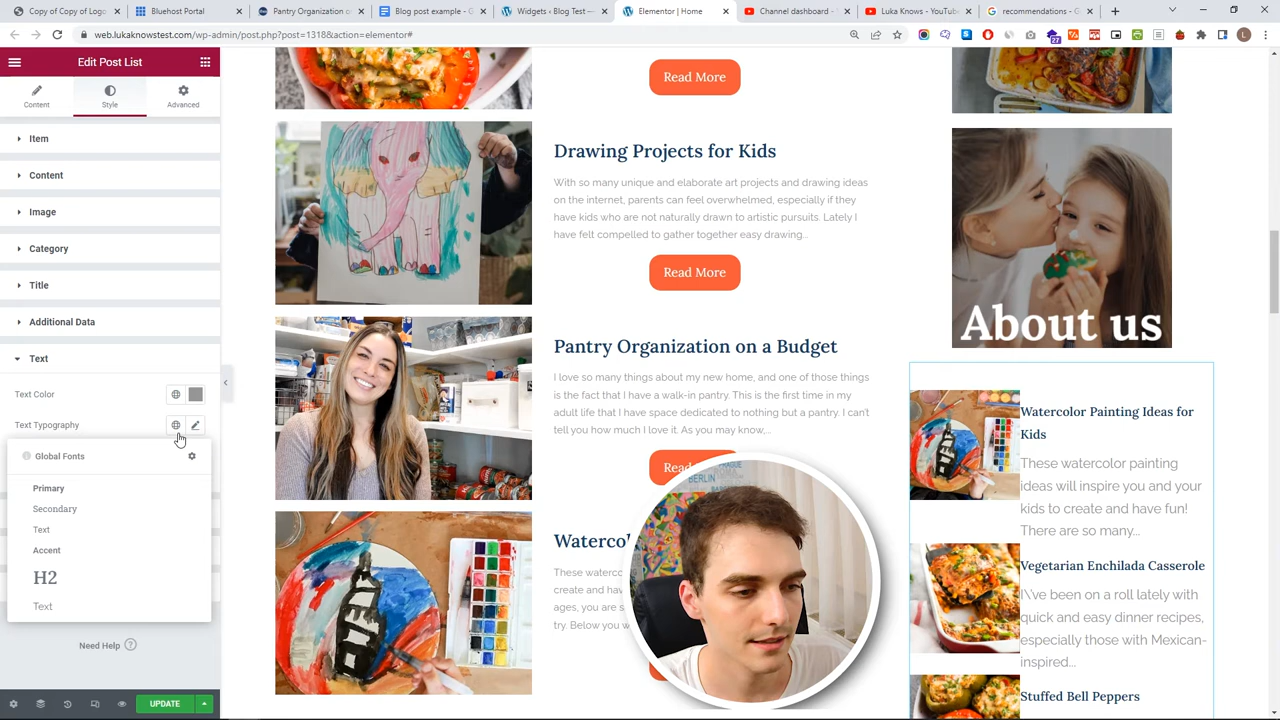 Copy of Copy of Logo
Bluehost Portal
Pantry Organization on a
Blog Post - Google Docs
Widgets ‹ Blog Test —
Elementor | Home
Channel dashboard -
Luka Knows - YouTube
recommendations - G
web.lukaknowstest.com/wp-admin/post.php?post=1318&action=elementor#
27
L
Edit Post List
Content
Style
Advanced
Item
Content
Image
Category
Title
Additional Data
Text
Text Color
Text Typography
Global Fonts
Primary
Secondary
Text
Accent
H2
Text
Need Help
UPDATE
Read More
Drawing Projects for Kids
With so many unique and elaborate art projects and drawing ideas
on the internet, parents can feel overwhelmed, especially if they
have kids who are not naturally drawn to artistic pursuits. Lately I
have felt compelled to gather together easy drawing...
Read More
Pantry Organization on a Budget
I love so many things about my new home, and one of those things
is the fact that I have a walk-in pantry. This is the first time in my
adult life that I have space dedicated to nothing but a pantry. I can't
tell you how much I love it. As you may know,...
Read
BERLIN
Waterco
These waterco
create and hav
ages, you are s
try. Below you w
About us
Watercolor Painting Ideas for
Kids
These watercolor painting
ideas will inspire you and your
kids to create and have fun!
There are so many...
Vegetarian Enchilada Casserole
I\'ve been on a roll lately with
quick and easy dinner recipes,
especially those with Mexican-
inspired...
Stuffed Bell Peppers